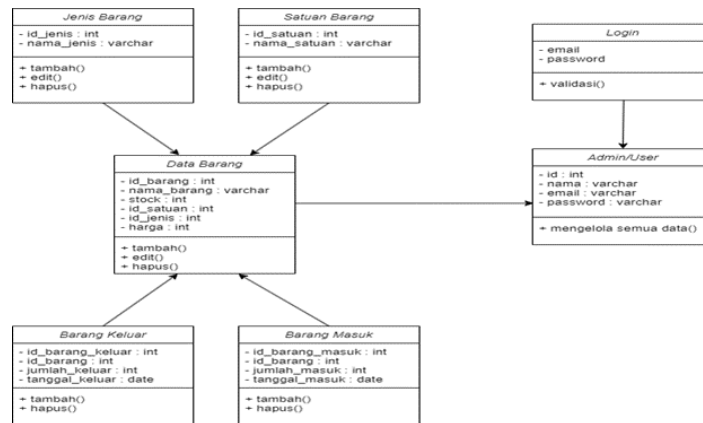 Jenis Barang
- id_jenis : int
- nama_jenis : varchar
+ tambah()
+ edit()
+ hapus()
Satuan Barang
- id_satuan : int
- nama_satuan : varchar
+ tambah()
+ edit()
+ hapus()
Login
- email
- password
+ validasi()
Data Barang
- id_barang : int
- nama_barang : varchar
- stock : int
- id_satuan : int
- id_jenis : int
- harga : int
+ tambah()
+ edit()
+ hapus()
Admin/User
- id : int
- nama : varchar
- email : varchar
- password : varchar
+ mengelola semua data()
Barang Keluar
- id_barang_keluar : int
- id_barang : int
- jumlah_keluar : int
- tanggal_keluar : date
+ tambah()
+ hapus()
Barang Masuk
- id_barang_masuk : int
- id_barang : int
- jumlah_masuk : int
- tanggal_masuk : date
+ tambah()
+ hapus()